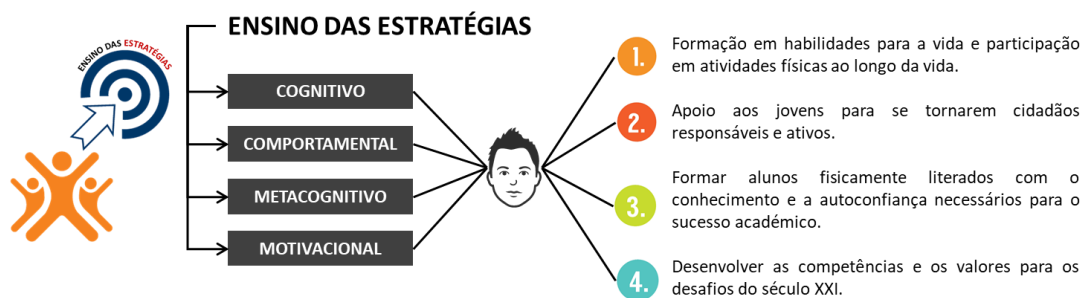 ENSINO DAS ESTRATÉGIAS
ENSINO DAS ESTRATÉGIAS
COGNITIVO
COMPORTAMENTAL
METACOGNITIVO
MOTIVACIONAL
1.
Formação em habilidades para a vida e participação
em atividades físicas ao longo da vida.
2.
Apoio aos jovens para se tornarem cidadãos
responsáveis e ativos.
3.
Formar alunos fisicamente literados com o
conhecimento e a autoconfiança necessários para o
sucesso académico.
4.
Desenvolver as competências e os valores para os
desafios do século XXI.